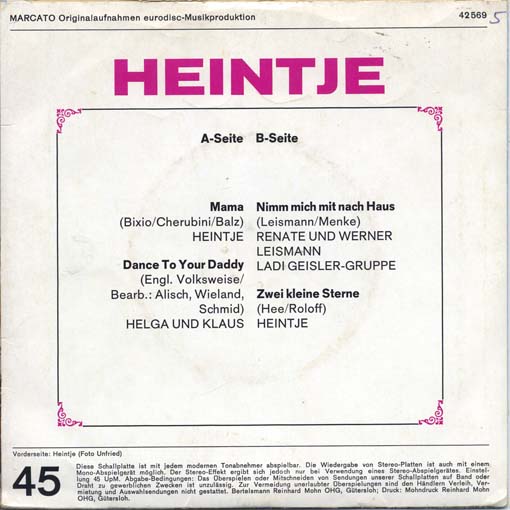 MARCATO Originalaufnahmen eurodisc-Musikproduktion 42 569 5
HEINTJE
A-Seite B-Seite
Mama
(Bixio/Cherubini/Balz)
HEINTJE
Dance To Your Daddy
(Engl. Volksweise/
Bearb.: Alisch, Wieland,
Schmid)
HELGA UND KLAUS
Nimm mich mit nach Haus
(Leismann/Menke)
RENATE UND WERNER
LEISMANN
LADI GEISLER-GRUPPE
Zwei kleine Sterne
(Hee/Roloff)
HEINTJE
Vorderseite: Heintje (Foto Unfried)
45
Diese Schallplatte ist mit jedem modernen Tonabnehmer abspielbar. Die Wiedergabe von Stereo-Platten ist auch mit einem
Mono-Abspielgerät möglich. Der Stereo-Effekt ergibt sich jedoch nur bei Verwendung eines Stereo-Abspielgerätes. Einstel-
lung 45 UpM. Abgabe-Bedingungen: Das Überspielen oder Mitschneiden von Sendungen unserer Schallplatten auf Band oder
Draht zu gewerblichen Zwecken ist unzulässig. Zur Vermeidung unerlaubter Überspielungen sind den Händlern Verleih, Ver-
mietung und Auswahlsendungen nicht gestattet. Bertelsmann Reinhard Mohn OHG, Gütersloh; Druck: Mohndruck Reinhard Mohn
OHG, Gütersloh.